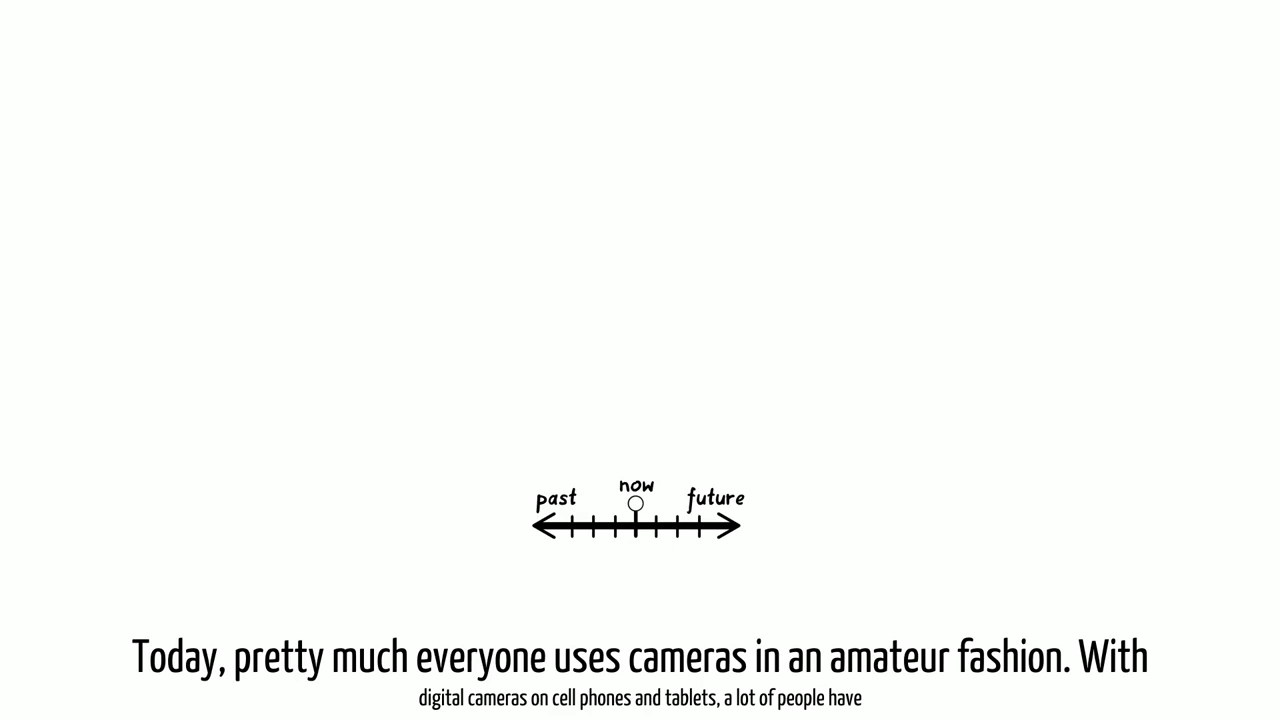 now
past future
Today, pretty much everyone uses cameras in an amateur fashion. With
digital cameras on cell phones and tablets, a lot of people have